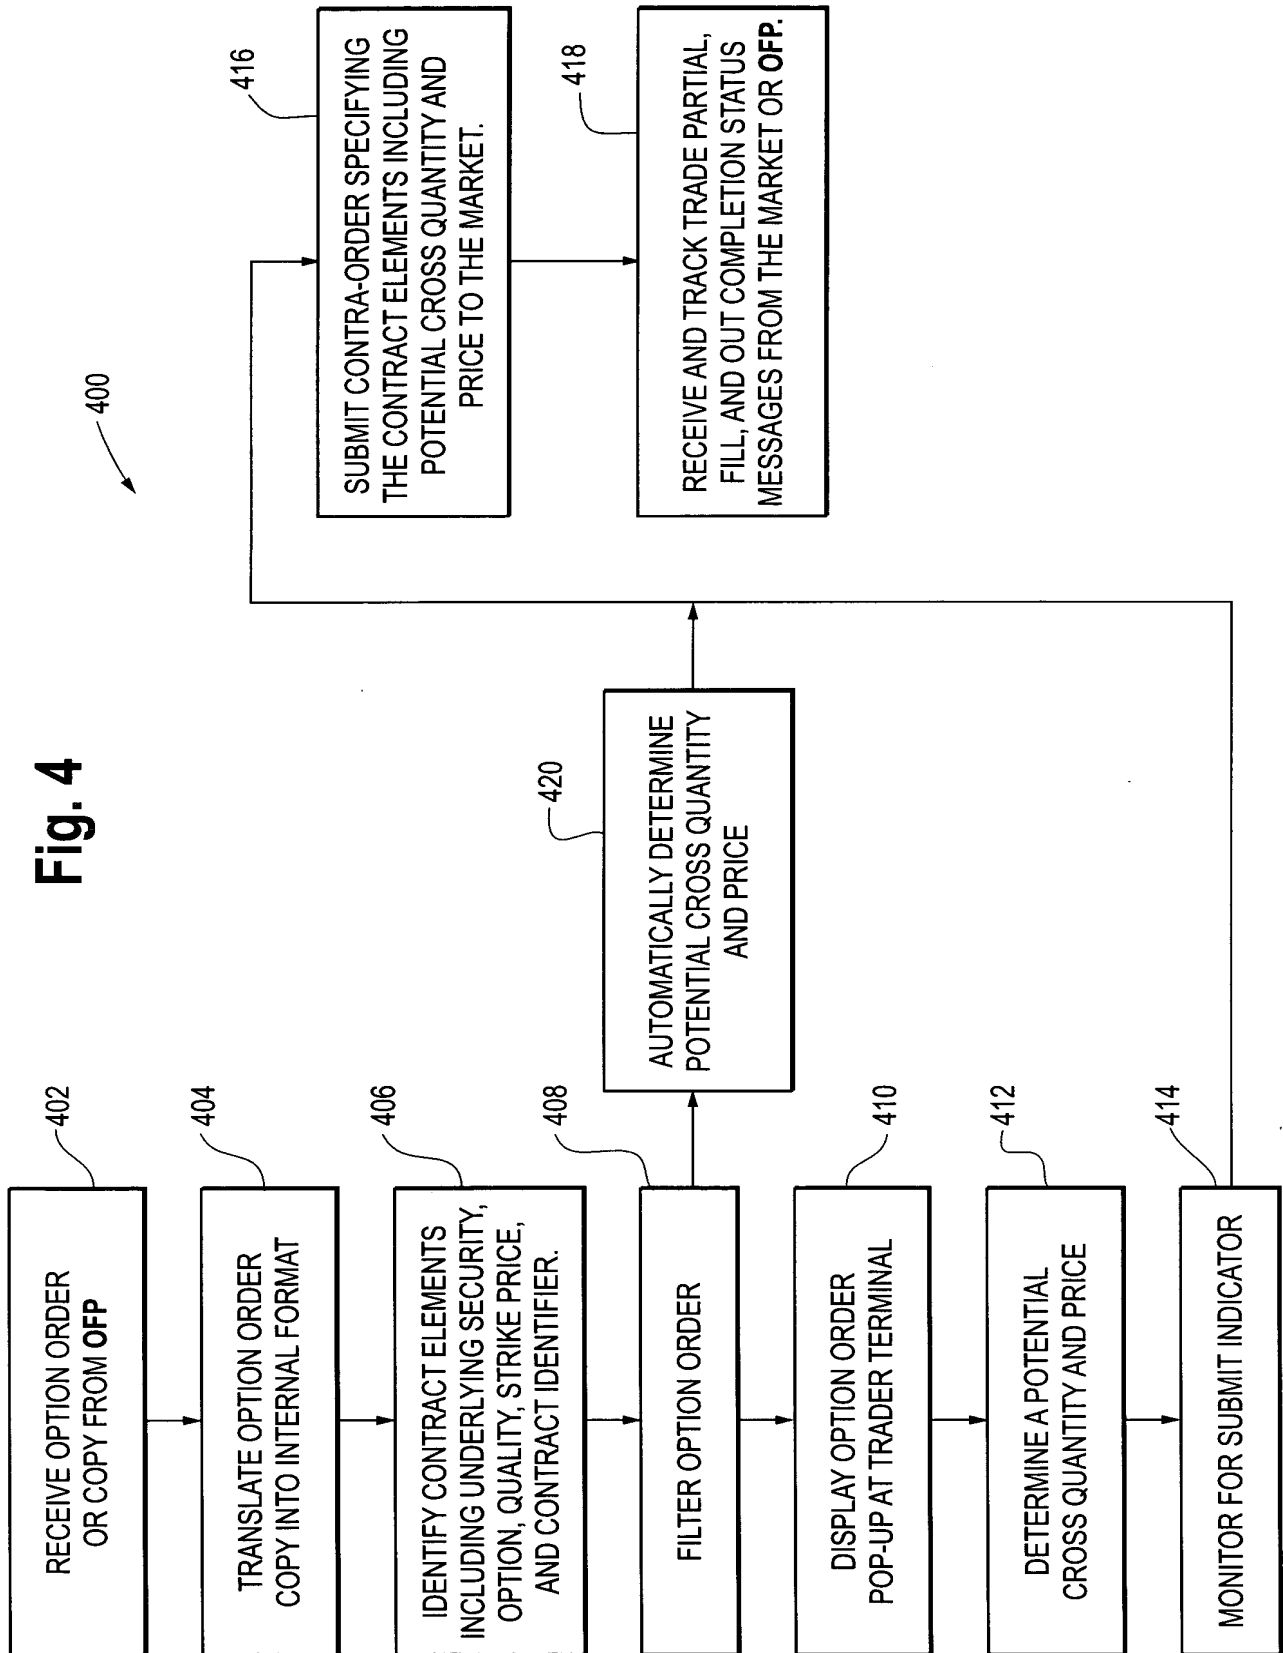 Fig. 4
400
402
RECEIVE OPTION ORDER
OR COPY FROM OFP
404
TRANSLATE OPTION ORDER
COPY INTO INTERNAL FORMAT
406
IDENTIFY CONTRACT ELEMENTS
INCLUDING UNDERLYING SECURITY,
OPTION, QUALITY, STRIKE PRICE,
AND CONTRACT IDENTIFIER.
408
FILTER OPTION ORDER
410
DISPLAY OPTION ORDER
POP-UP AT TRADER TERMINAL
412
DETERMINE A POTENTIAL
CROSS QUANTITY AND PRICE
414
MONITOR FOR SUBMIT INDICATOR
420
AUTOMATICALLY DETERMINE
POTENTIAL CROSS QUANTITY
AND PRICE
416
SUBMIT CONTRA-ORDER SPECIFYING
THE CONTRACT ELEMENTS INCLUDING
POTENTIAL CROSS QUANTITY AND
PRICE TO THE MARKET.
418
RECEIVE AND TRACK TRADE PARTIAL,
FILL, AND OUT COMPLETION STATUS
MESSAGES FROM THE MARKET OR OFP.